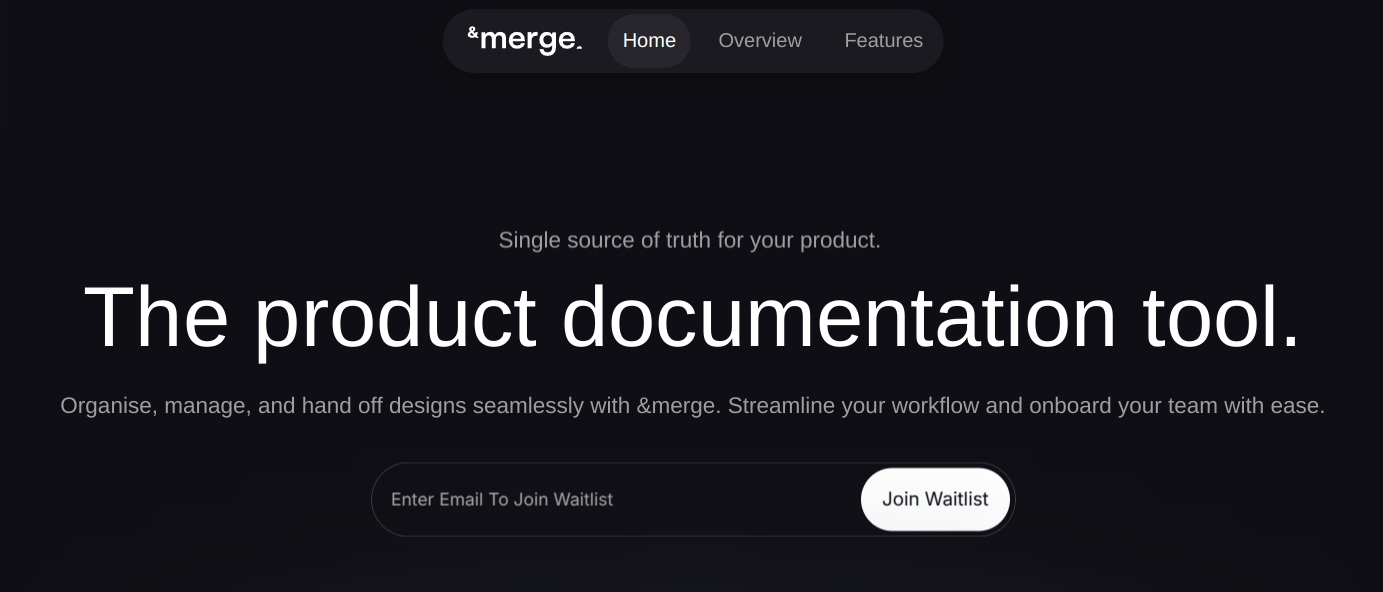 &merge.
Home
Overview
Features
Single source of truth for your product.
The product documentation tool.
Organise, manage, and hand off designs seamlessly with &merge. Streamline your workflow and onboard your team with ease.
Enter Email To Join Waitlist
Join Waitlist